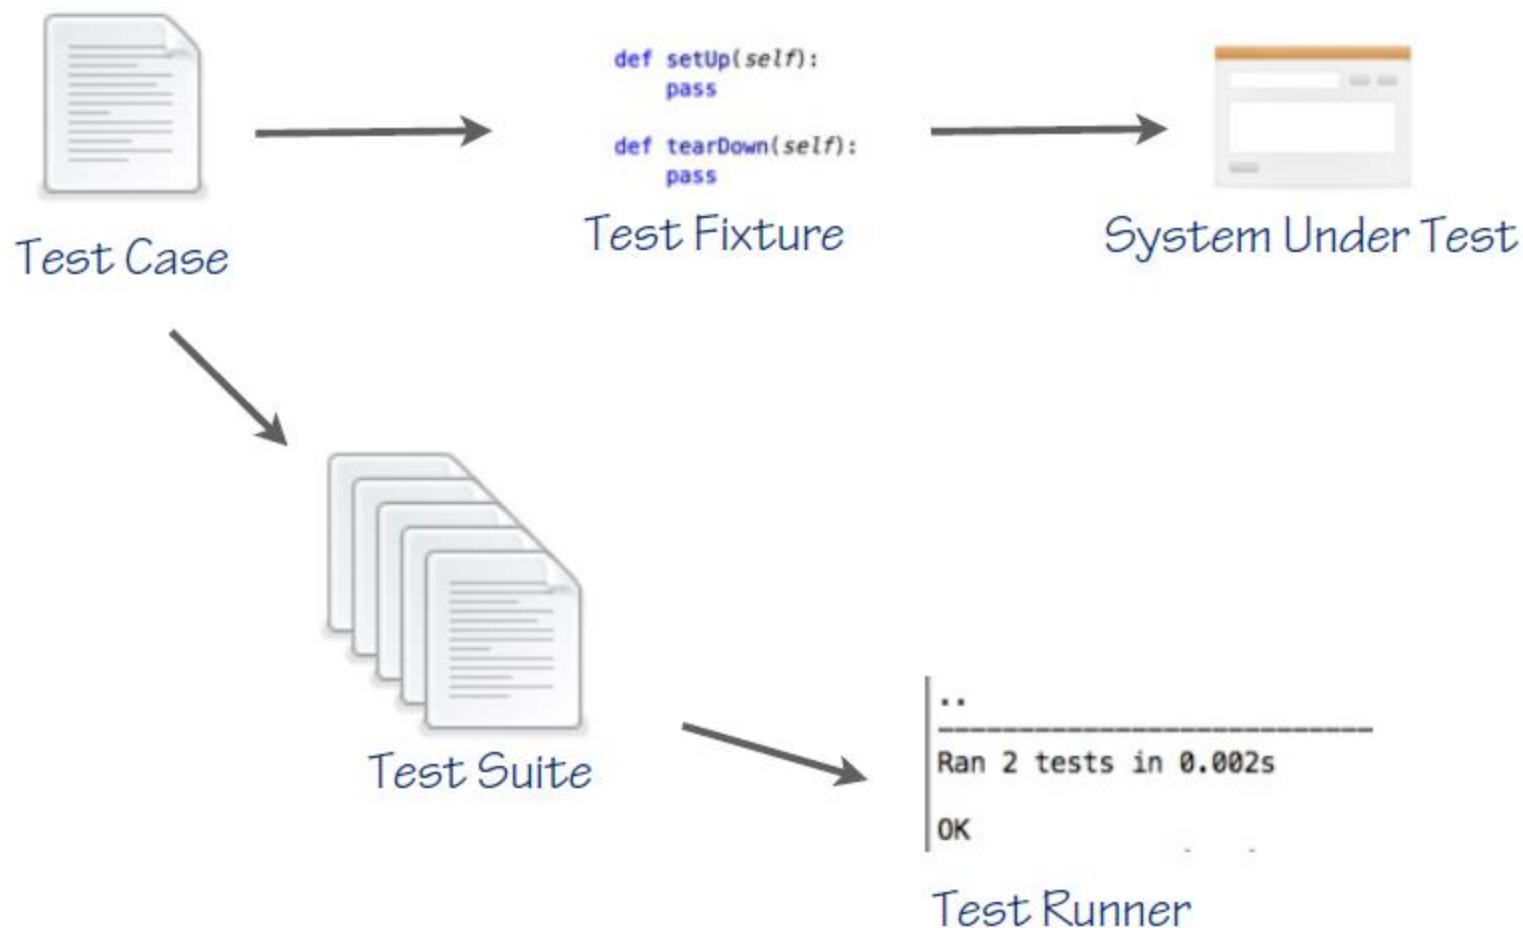 def setUp(self):
    pass
def tearDown(self):
    pass
Test Case
Test Fixture
System Under Test
Test Suite
..
----------------------------
Ran 2 tests in 0.002s
OK
Test Runner